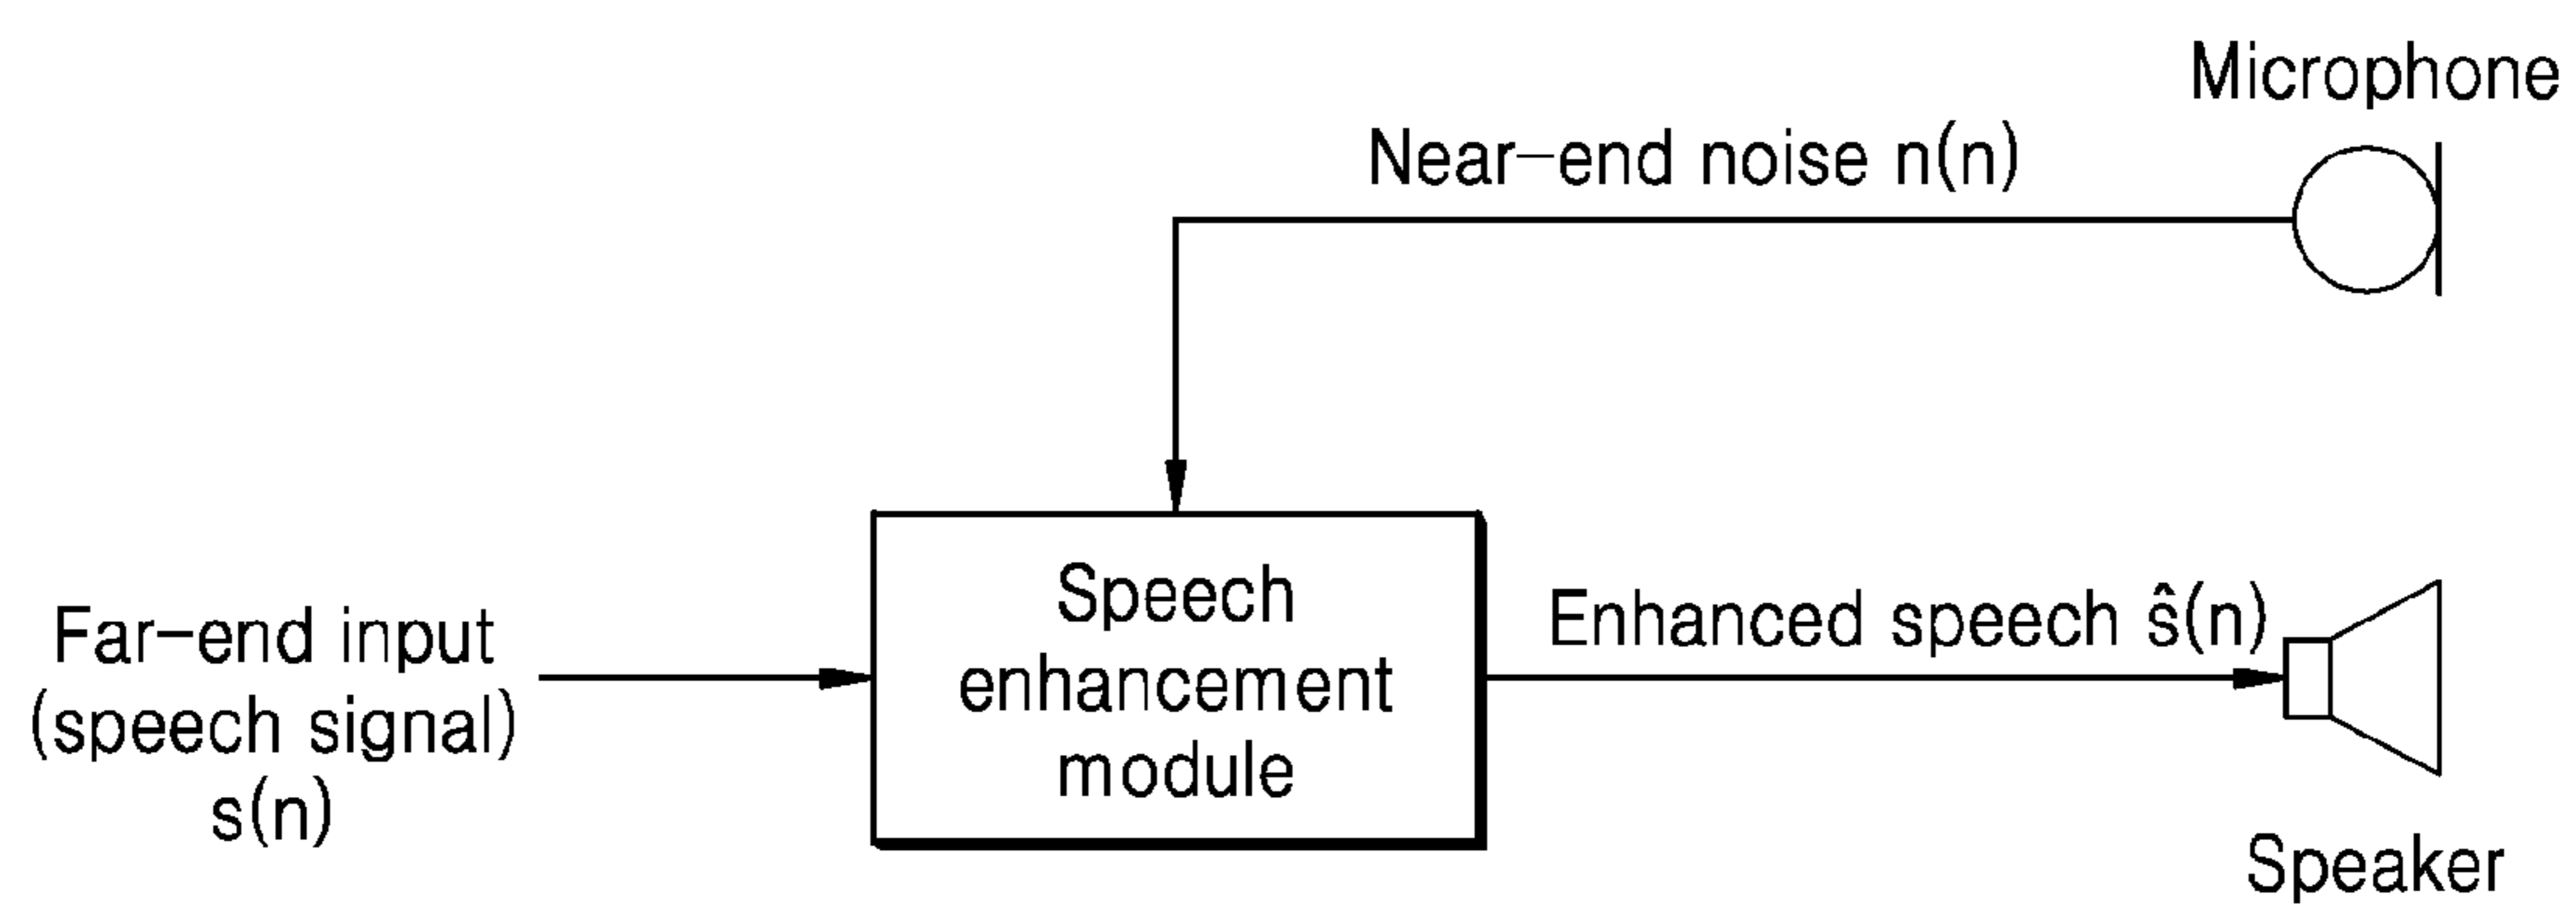 Microphone
Near-end noise n(n)
Speech
enhancement
module
Far-end input
(speech signal)
s(n)
Enhanced speech ŝ(n)
Speaker